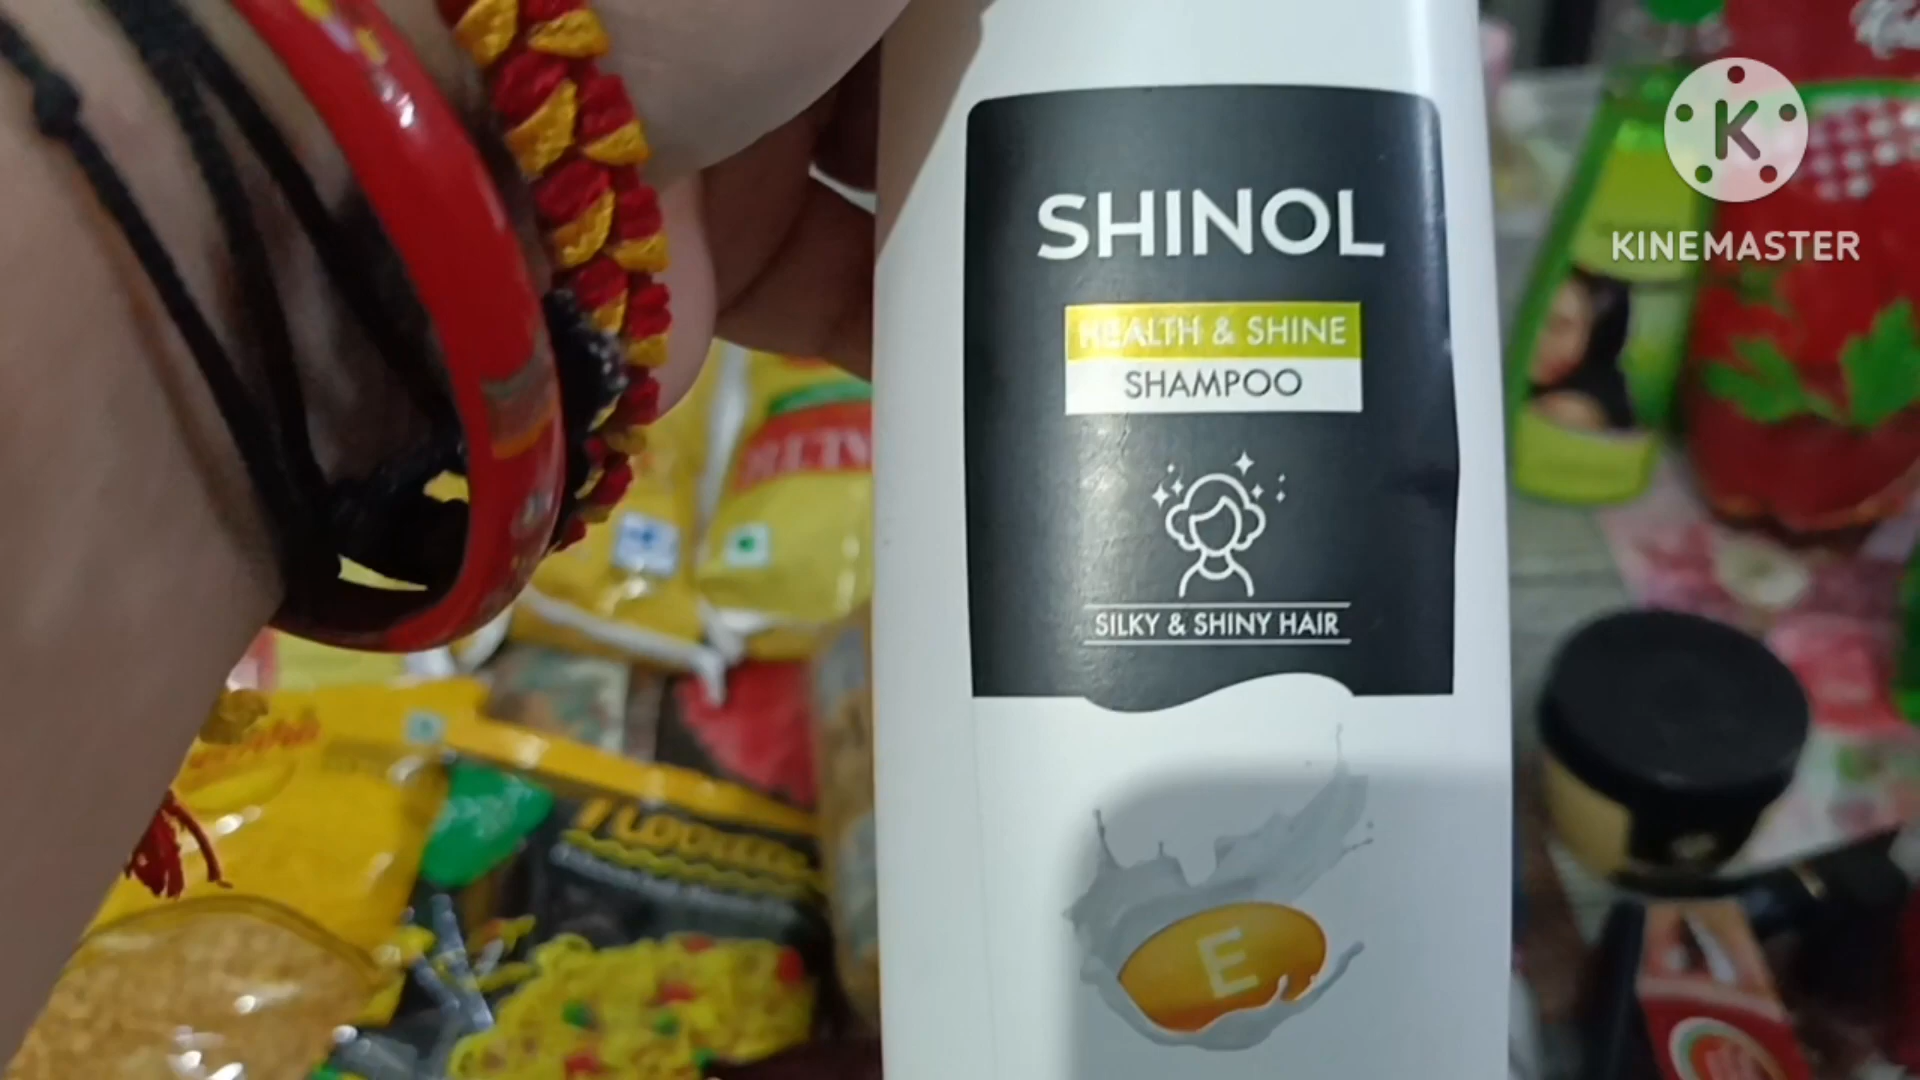 SHINOL
HEALTH & SHINE
SHAMPOO
SILKY & SHINY HAIR
E
K
KINEMASTER